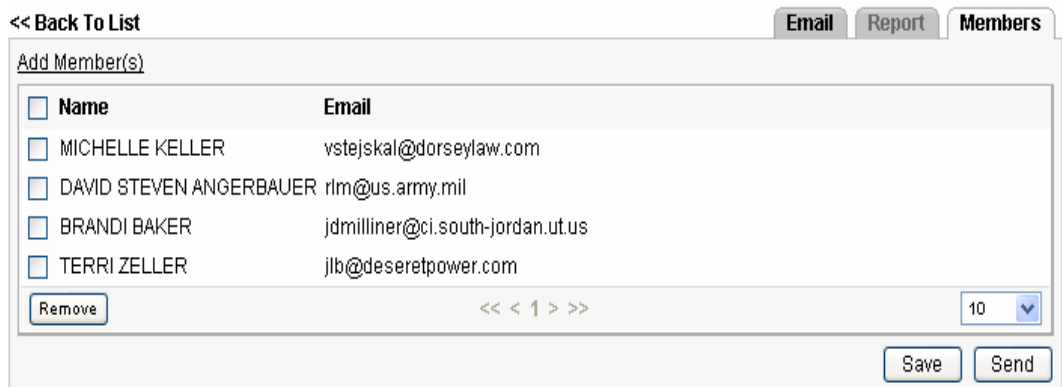 << Back To List Email Report Members
Add Member(s)
Name Email
MICHELLE KELLER vstejskal@dorseylaw.com
DAVID STEVEN ANGERBAUER rlm@us.army.mil
BRANDI BAKER jdmilliner@ci.south-jordan.ut.us
TERRI ZELLER jlb@deseretpower.com
Remove << < 1 > >> 10
Save Send